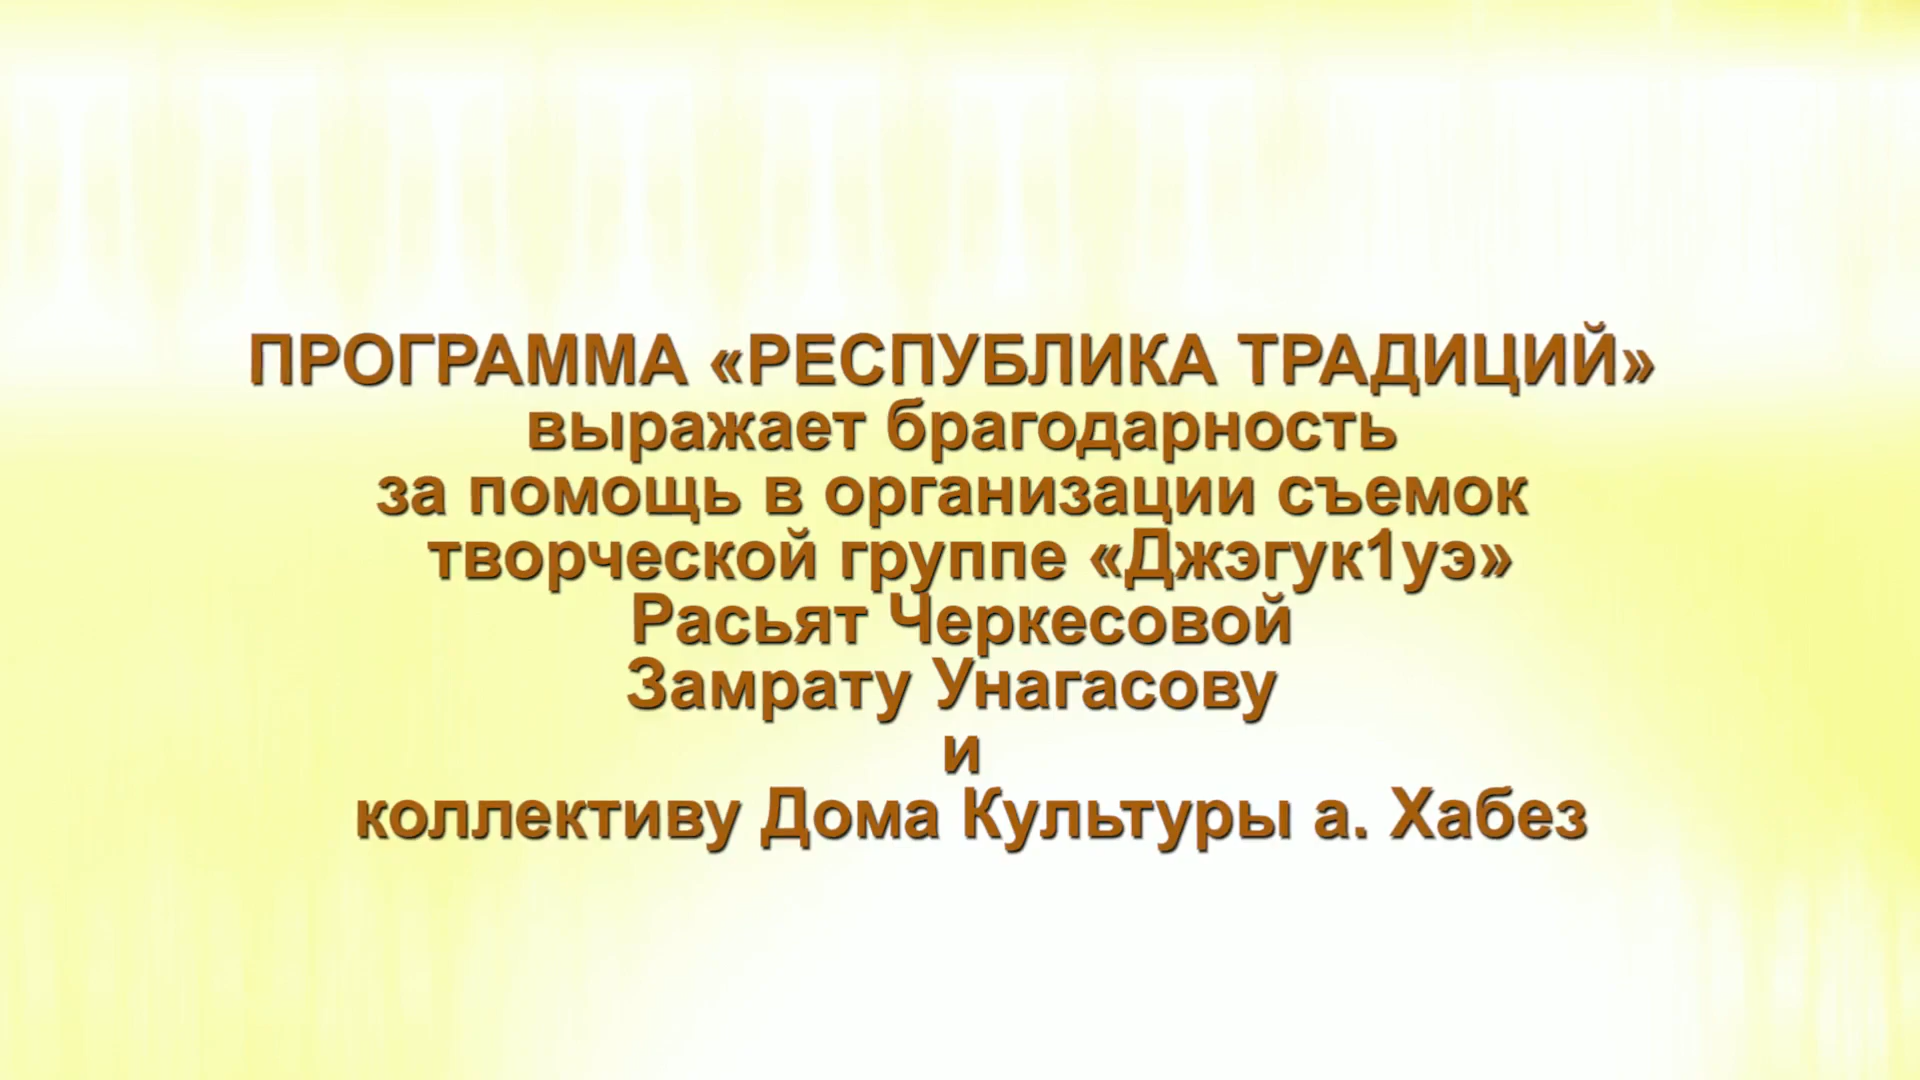 ПРОГРАММА «РЕСПУБЛИКА ТРАДИЦИЙ»
выражает брагодарность
за помощь в организации съемок
творческой группе «Джэгук1уэ»
Расьят Черкесовой
Замрату Унагасову
и
коллективу Дома Культуры а. Хабез